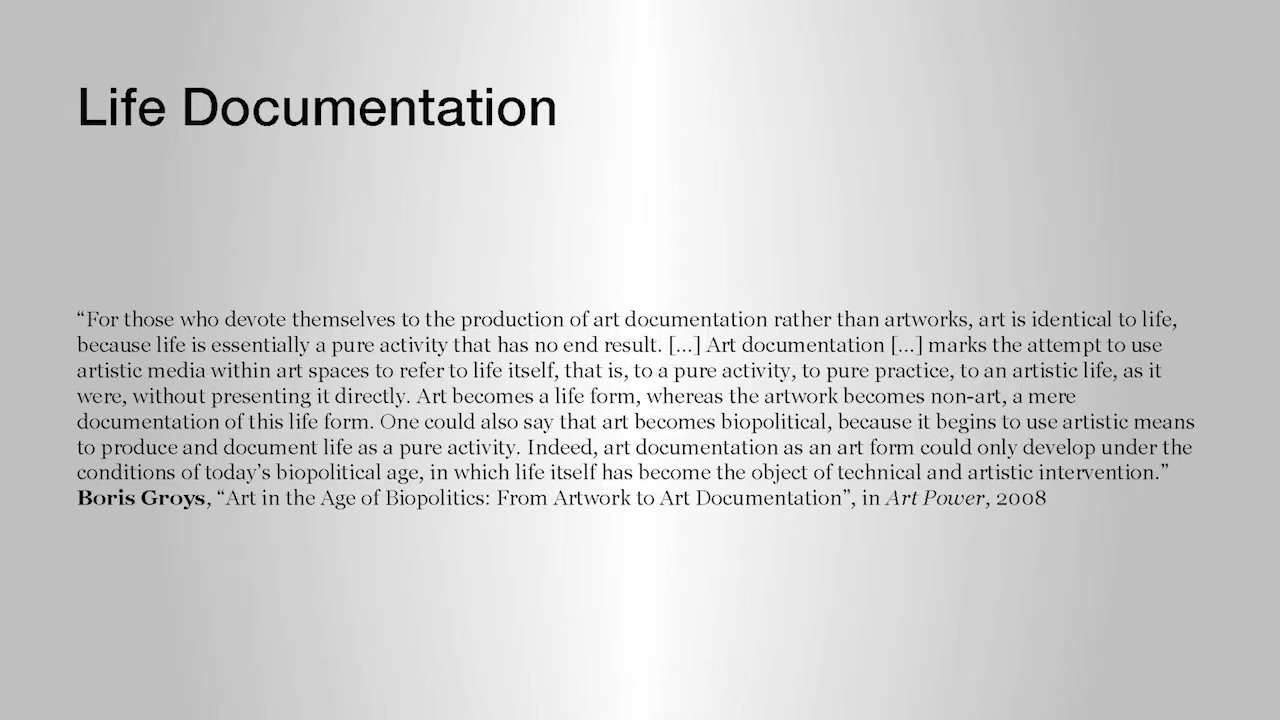 Life Documentation
“For those who devote themselves to the production of art documentation rather than artworks, art is identical to life,
because life is essentially a pure activity that has no end result. [...] Art documentation [...] marks the attempt to use
artistic media within art spaces to refer to life itself, that is, to a pure activity, to pure practice, to an artistic life, as it
were, without presenting it directly. Art becomes a life form, whereas the artwork becomes non-art, a mere
documentation of this life form. One could also say that art becomes biopolitical, because it begins to use artistic means
to produce and document life as a pure activity. Indeed, art documentation as an art form could only develop under the
conditions of today’s biopolitical age, in which life itself has become the object of technical and artistic intervention.”
Boris Groys, “Art in the Age of Biopolitics: From Artwork to Art Documentation”, in Art Power, 2008